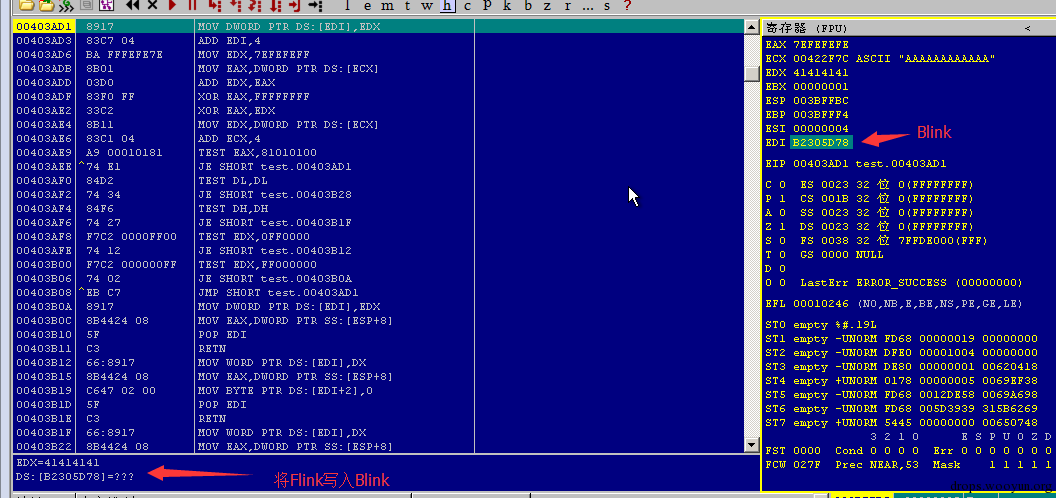 l e m t w h c p k b z r ... s ?
00403AD1 8917 MOV DWORD PTR DS:[EDI],EDX
00403AD3 83C7 04 ADD EDI,4
00403AD6 BA FFFEFE7E MOV EDX,7EFEFEFF
00403ADB 8B01 MOV EAX,DWORD PTR DS:[ECX]
00403ADD 03D0 ADD EDX,EAX
00403ADF 83F0 FF XOR EAX,FFFFFFFF
00403AE2 33C2 XOR EAX,EDX
00403AE4 8B11 MOV EDX,DWORD PTR DS:[ECX]
00403AE6 83C1 04 ADD ECX,4
00403AE9 A9 00010181 TEST EAX,81010100
00403AEE ^74 E1 JE SHORT test.00403AD1
00403AF0 84D2 TEST DL,DL
00403AF2 74 34 JE SHORT test.00403B28
00403AF4 84F6 TEST DH,DH
00403AF6 74 27 JE SHORT test.00403B1F
00403AF8 F7C2 0000FF00 TEST EDX,0FF0000
00403AFE 74 12 JE SHORT test.00403B12
00403B00 F7C2 000000FF TEST EDX,FF000000
00403B06 74 02 JE SHORT test.00403B0A
00403B08 ^EB C7 JMP SHORT test.00403AD1
00403B0A 8917 MOV DWORD PTR DS:[EDI],EDX
00403B0C 8B4424 08 MOV EAX,DWORD PTR SS:[ESP+8]
00403B10 5F POP EDI
00403B11 C3 RETN
00403B12 66:8917 MOV WORD PTR DS:[EDI],DX
00403B15 8B4424 08 MOV EAX,DWORD PTR SS:[ESP+8]
00403B19 C647 02 00 MOV BYTE PTR DS:[EDI+2],0
00403B1D 5F POP EDI
00403B1E C3 RETN
00403B1F 66:8917 MOV WORD PTR DS:[EDI],DX
00403B22 8B4424 08 MOV EAX,DWORD PTR SS:[ESP+8]
EDX=41414141
DS:[B2305D78]=???
将Flink写入Blink
寄存器 (FPU) <
EAX 7EFEFEFE
ECX 00422F7C ASCII "AAAAAAAAAAAA"
EDX 41414141
EBX 00000001
ESP 003BFFBC
EBP 003BFFF4
ESI 00000004
EDI B2305D78
Blink
EIP 00403AD1 test.00403AD1
C 0 ES 0023 32 位 0(FFFFFFFF)
P 1 CS 001B 32 位 0(FFFFFFFF)
A 0 SS 0023 32 位 0(FFFFFFFF)
Z 1 DS 0023 32 位 0(FFFFFFFF)
S 0 FS 0038 32 位 7FFDE000(FFF)
T 0 GS 0000 NULL
D 0
O 0 LastErr ERROR_SUCCESS (00000000)
EFL 00010246 (NO,NB,E,BE,NS,PE,GE,LE)
ST0 empty %#.19L
ST1 empty -UNORM FD68 00000019 00000000
ST2 empty -UNORM DFE0 00001004 00000000
ST3 empty -UNORM DE80 00000001 00620418
ST4 empty +UNORM 0178 00000005 0069EF38
ST5 empty -UNORM FD68 0012DE58 0069A698
ST6 empty -UNORM FD68 005D3939 315B6269
ST7 empty +UNORM 5445 00000000 00650748
3 2 1 0 E S P U O Z D
FST 0000 Cond 0 0 0 0 Err 0 0 0 0 0 0 0
FCW 027F Prec NEAR,53 Mask 1 1 1 1 1